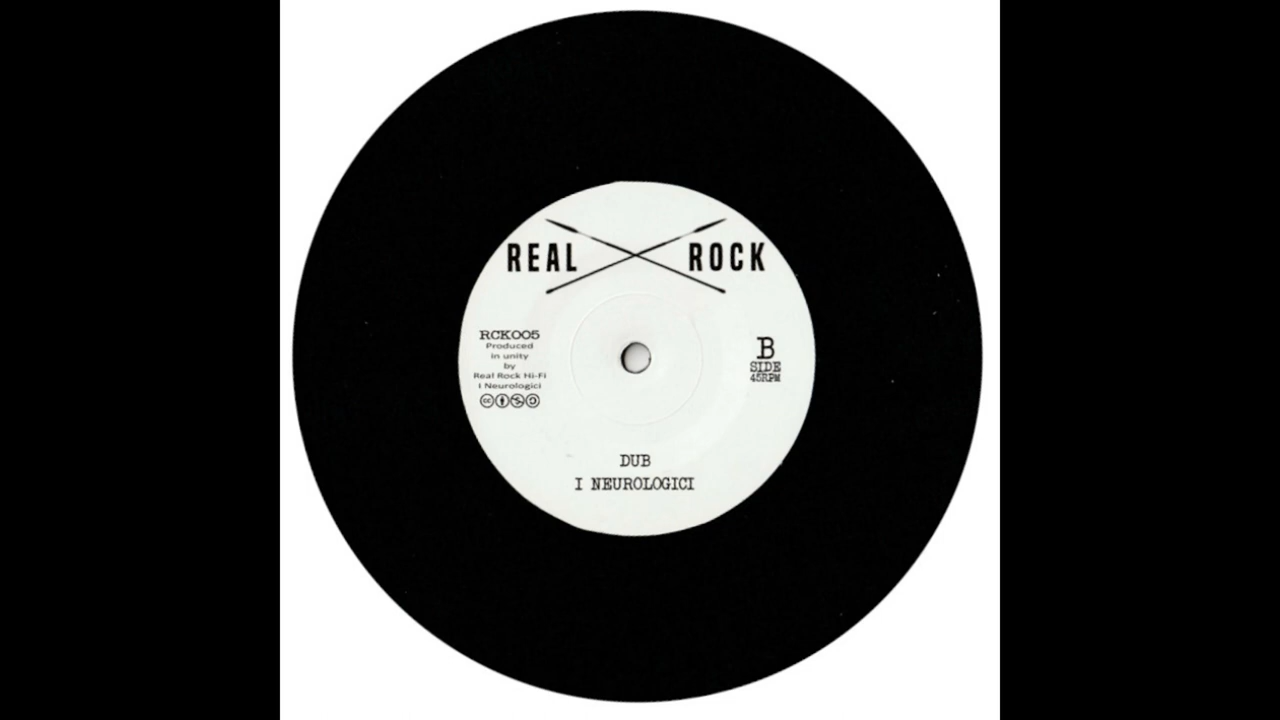 REAL ROCK
RCK005
Produced
in unity
by
Real Rock Hi-Fi
I Neurologici
B
SIDE
45RPM
DUB
I NEUROLOGICI